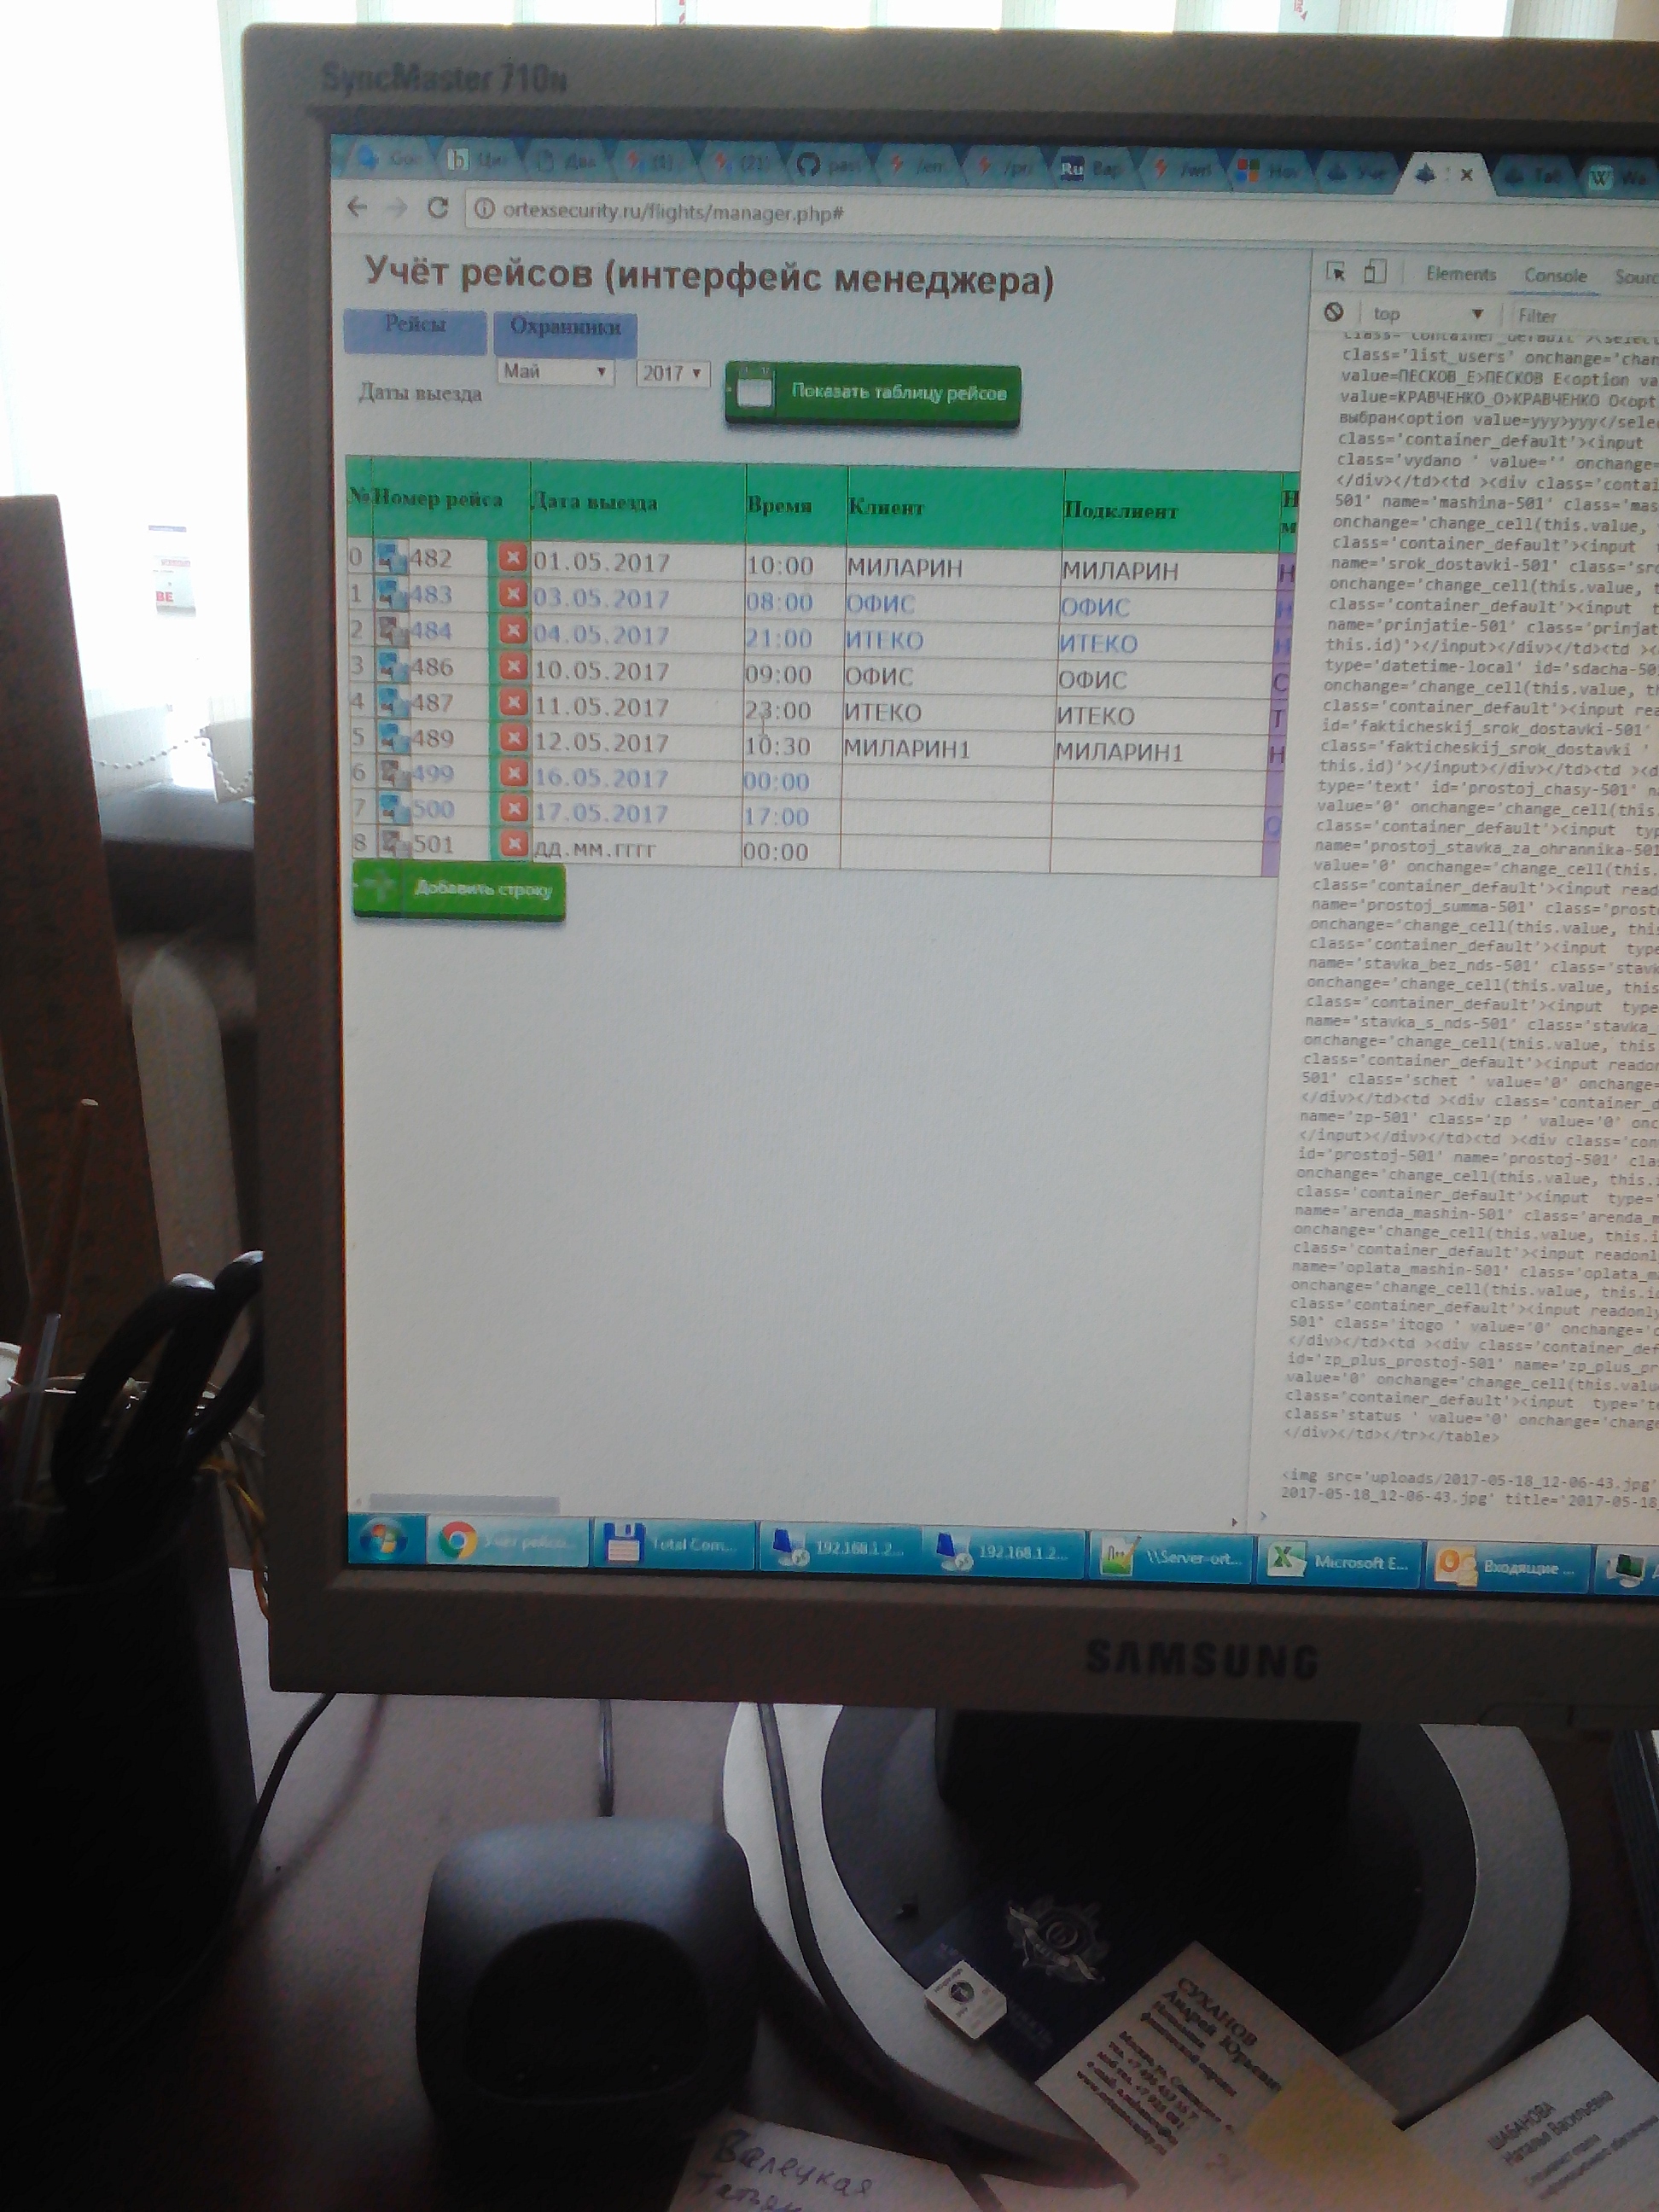 SyncMaster 710N
Ru
ortexsecurity.ru/flights/manager.php#
Учёт рейсов (интерфейс менеджера)
Рейсы Охранники
Даты выезда Май 2017 Показать таблицу рейсов
№ Номер рейса Дата выезда Время Клиент Подклиент
0 482 01.05.2017 10:00 МИЛАРИН МИЛАРИН Н
1 483 03.05.2017 08:00 ОФИС ОФИС Н
2 484 04.05.2017 21:00 ИТЕКО ИТЕКО Н
3 486 10.05.2017 09:00 ОФИС ОФИС С
4 487 11.05.2017 23:00 ИТЕКО ИТЕКО Т
5 489 12.05.2017 10:30 МИЛАРИН1 МИЛАРИН1 Н
6 499 16.05.2017 00:00
7 500 17.05.2017 17:00 О
8 501 дд.мм.гггг 00:00
Добавить строку
Elements Console Sourc
top Filter
class='list_users' onchange='chan
value=ПЕСКОВ_Е>ПЕСКОВ Е<option va
value=КРАВЧЕНКО_О>КРАВЧЕНКО О<opt
выбран<option value=yyy>yyy</sele
class='container_default'><input
class='vydano ' value='' onchange=
</div></td><td ><div class='contai
501' name='mashina-501' class='mas
onchange='change_cell(this.value,
class='container_default'><input
name='srok_dostavki-501' class='sro
onchange='change_cell(this.value, t
class='container_default'><input t
name='prinjatie-501' class='prinjat
this.id)'></input></div></td><td ><
type='datetime-local' id='sdacha-50
onchange='change_cell(this.value, th
class='container_default'><input rea
id='fakticheskij_srok_dostavki-501'
class='fakticheskij_srok_dostavki '
this.id)'></input></div></td><td ><d
type='text' id='prostoj_chasy-501' na
value='0' onchange='change_cell(this.
class='container_default'><input typ
name='prostoj_stavka_za_ohrannika-501
value='0' onchange='change_cell(this.
class='container_default'><input read
name='prostoj_summa-501' class='prosto
onchange='change_cell(this.value, this
class='container_default'><input type
name='stavka_bez_nds-501' class='stavk
onchange='change_cell(this.value, this
class='container_default'><input type
name='stavka_s_nds-501' class='stavka_
onchange='change_cell(this.value, this
class='container_default'><input reado
501' class='schet ' value='0' onchange=
</div></td><td ><div class='container_d
name='zp-501' class='zp ' value='0' onc
</input></div></td><td ><div class='con
id='prostoj-501' name='prostoj-501' clas
onchange='change_cell(this.value, this.i
class='container_default'><input type='
name='arenda_mashin-501' class='arenda_m
onchange='change_cell(this.value, this.i
class='container_default'><input readonl
name='oplata_mashin-501' class='oplata_m
onchange='change_cell(this.value, this.id
class='container_default'><input readonly
501' class='itogo ' value='0' onchange='c
</div></td><td ><div class='container_def
id='zp_plus_prostoj-501' name='zp_plus_pr
value='0' onchange='change_cell(this.valu
class='container_default'><input type='te
class='status ' value='0' onchange='change
</div></td></tr></table>
<img src='uploads/2017-05-18_12-06-43.jpg'
2017-05-18_12-06-43.jpg' title='2017-05-18_
Total Com... 192.168.1.2... 192.168.1.2... \\Server-ort... Microsoft E... Входящие ...
SAMSUNG
ВЕ
СУХАНОВ
Андрей Юрьевич
ШАБАНОВА
Наталья Васильевна
Валецкая